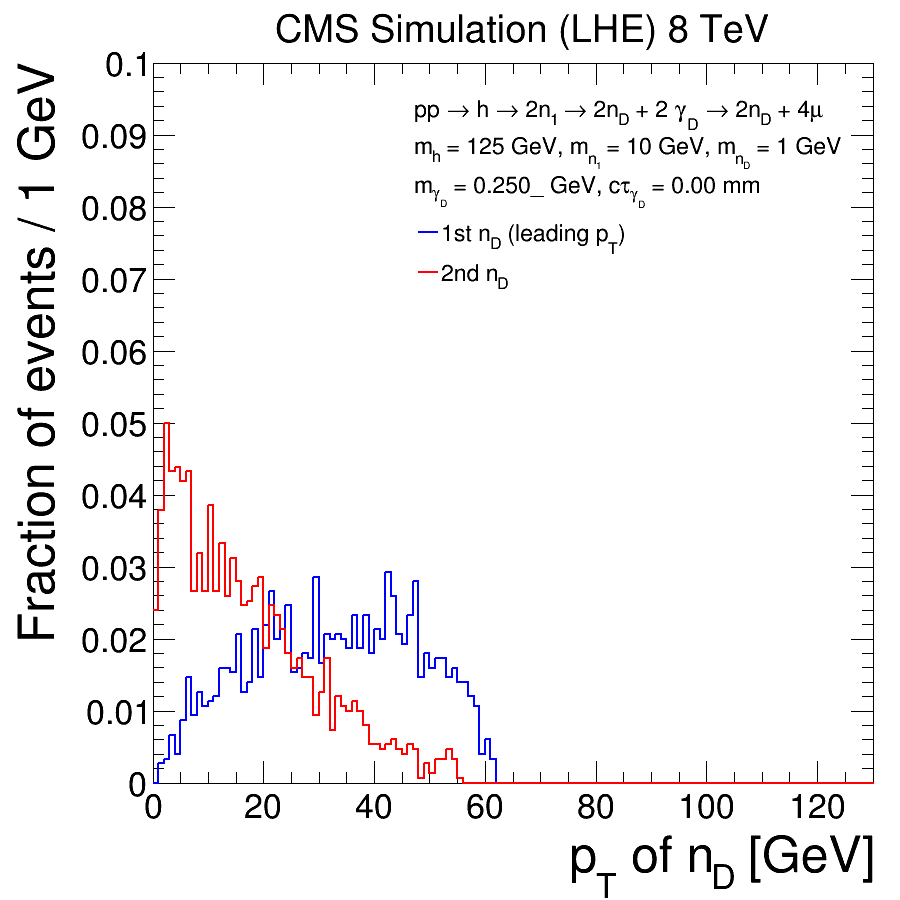 CMS Simulation (LHE) 8 TeV
Fraction of events / 1 GeV
0.1
0.09
0.08
0.07
0.06
0.05
0.04
0.03
0.02
0.01
0
pp → h → 2n1 → 2nD + 2 γD → 2nD + 4μ
mh = 125 GeV, mn1 = 10 GeV, mnD = 1 GeV
mγD = 0.250_ GeV, cτγD = 0.00 mm
1st nD (leading pT)
2nd nD
0 20 40 60 80 100 120
pT of nD [GeV]